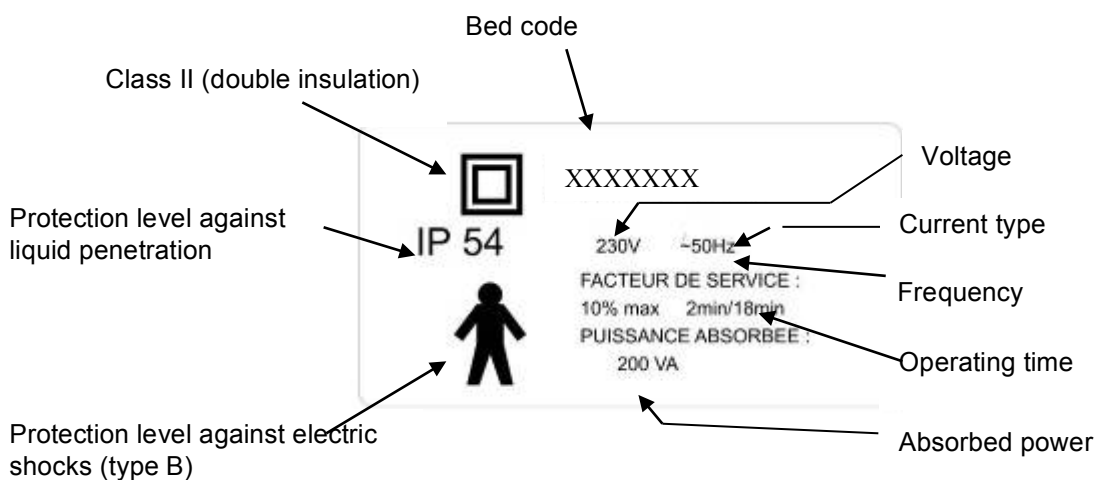 Bed code
Class II (double insulation)
Voltage
XXXXXXX
Protection level against
liquid penetration
Current type
IP 54
230V ~50Hz
FACTEUR DE SERVICE :
Frequency
10% max 2min/18min
PUISSANCE ABSORBEE :
Operating time
200 VA
Protection level against electric
shocks (type B)
Absorbed power